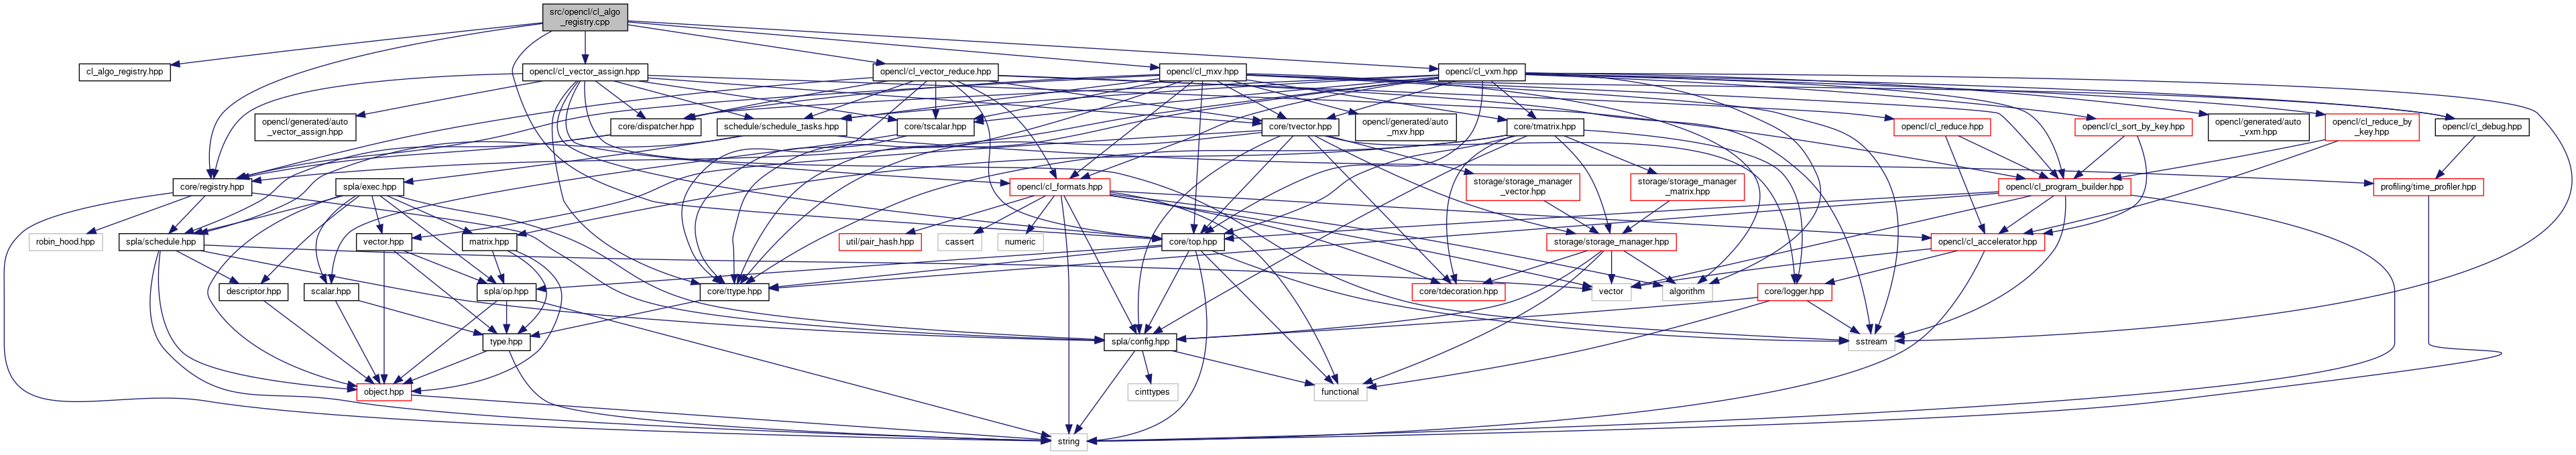 src/opencl/cl_algo
_registry.cpp
cl_algo_registry.hpp
opencl/cl_vector_assign.hpp
opencl/cl_vector_reduce.hpp
opencl/cl_mxv.hpp
opencl/cl_vxm.hpp
opencl/generated/auto
_vector_assign.hpp
core/dispatcher.hpp
schedule/schedule_tasks.hpp
core/tscalar.hpp
core/tvector.hpp
opencl/generated/auto
_mxv.hpp
core/tmatrix.hpp
opencl/cl_reduce.hpp
opencl/cl_sort_by_key.hpp
opencl/generated/auto
_vxm.hpp
opencl/cl_reduce_by
_key.hpp
opencl/cl_debug.hpp
core/registry.hpp
spla/exec.hpp
opencl/cl_formats.hpp
storage/storage_manager
_vector.hpp
storage/storage_manager
_matrix.hpp
opencl/cl_program_builder.hpp
profiling/time_profiler.hpp
robin_hood.hpp
spla/schedule.hpp
vector.hpp
matrix.hpp
util/pair_hash.hpp
cassert
numeric
core/top.hpp
storage/storage_manager.hpp
opencl/cl_accelerator.hpp
descriptor.hpp
scalar.hpp
spla/op.hpp
core/ttype.hpp
core/tdecoration.hpp
vector
algorithm
core/logger.hpp
type.hpp
spla/config.hpp
sstream
object.hpp
cinttypes
functional
string